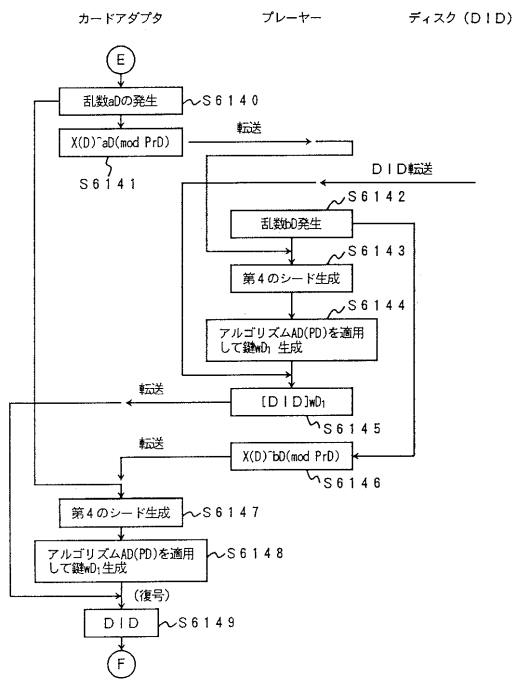 カードアダプタ
プレーヤー
ディスク(DID)
E
乱数aDの発生
S6140
転送
X(D)^aD(mod PrD)
S6141
DID転送
S6142
乱数bD発生
S6143
第4のシード生成
S6144
アルゴリズムAD(PD)を適用
して鍵wD1 生成
転送
[DID]wD1
S6145
転送
X(D)^bD(mod PrD)
S6146
第4のシード生成
S6147
アルゴリズムAD(PD)を適用
して鍵wD1生成
S6148
(復号)
DID
S6149
F